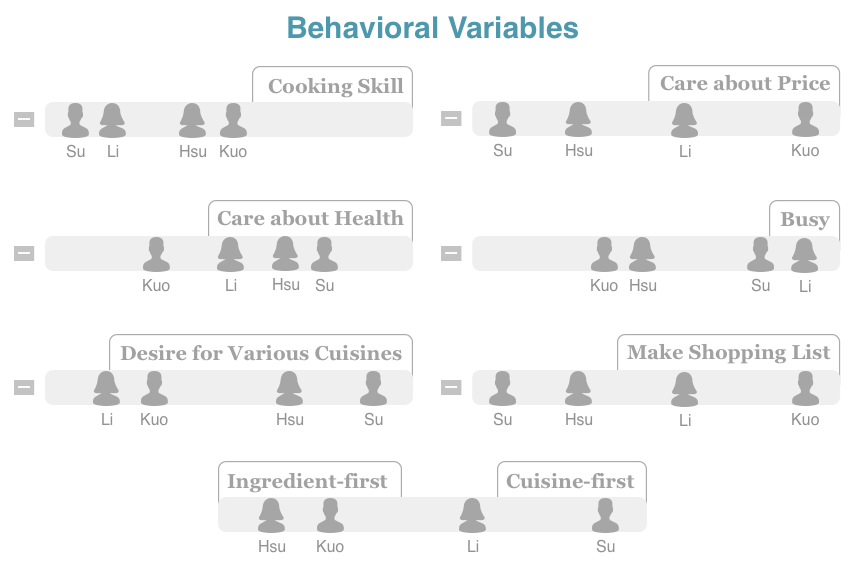 Behavioral Variables
Cooking Skill
Su Li Hsu Kuo
Care about Price
Su Hsu Li Kuo
Care about Health
Kuo Li Hsu Su
Busy
Kuo Hsu Su Li
Desire for Various Cuisines
Li Kuo Hsu Su
Make Shopping List
Su Hsu Li Kuo
Ingredient-first Cuisine-first
Hsu Kuo Li Su